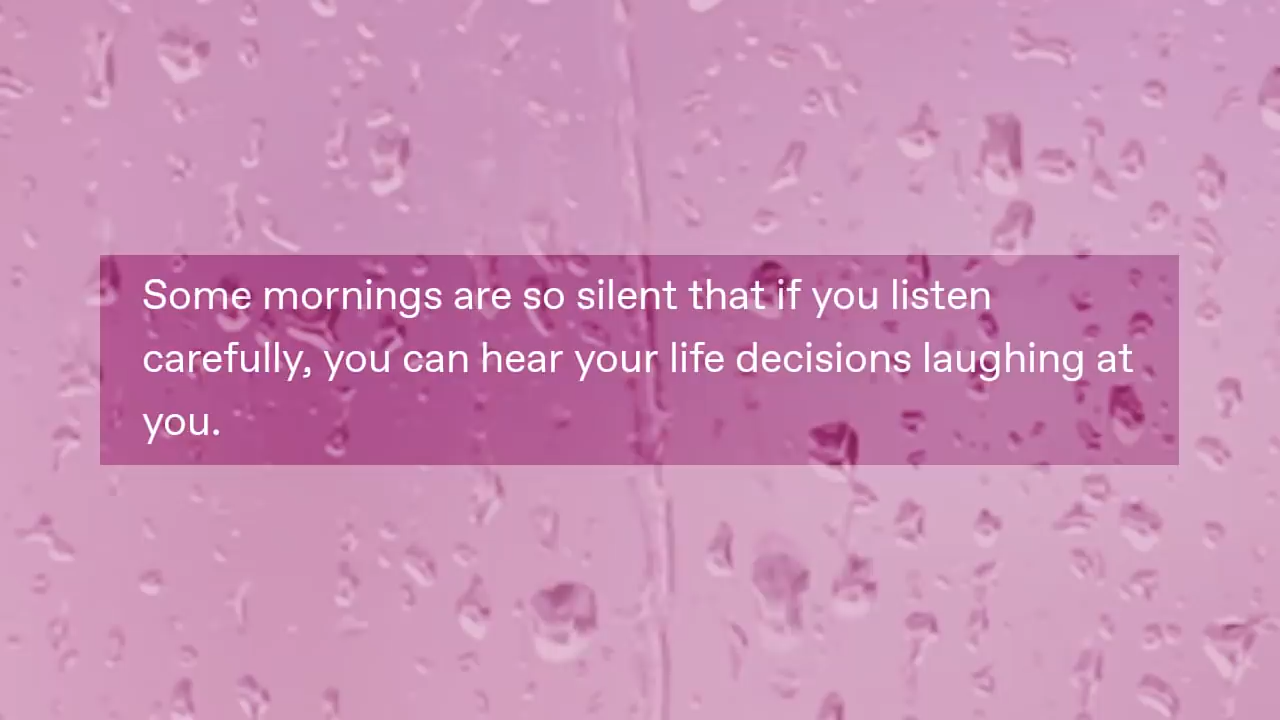 Some mornings are so silent that if you listen
carefully, you can hear your life decisions laughing at
you.